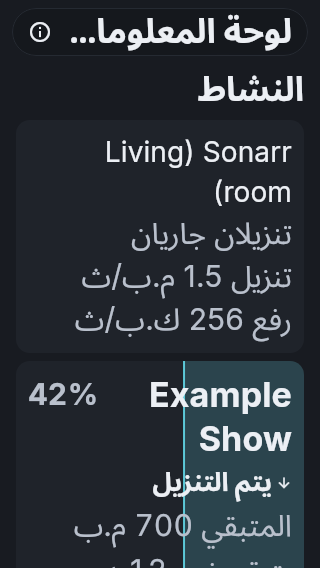 لوحة المعلوما...
النشاط
Sonarr (Living
room)
تنزيلان جاريان
تنزيل 1.5 م.ب/ث
رفع 256 ك.ب/ث
Example
Show
42%
↓ يتم التنزيل
المتبقي 700 م.ب